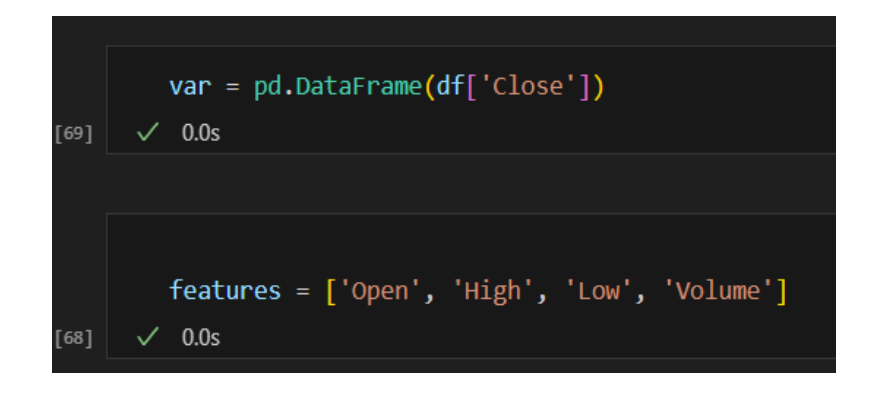 var = pd.DataFrame(df['Close'])
[69] ✓ 0.0s
features = ['Open', 'High', 'Low', 'Volume']
[68] ✓ 0.0s